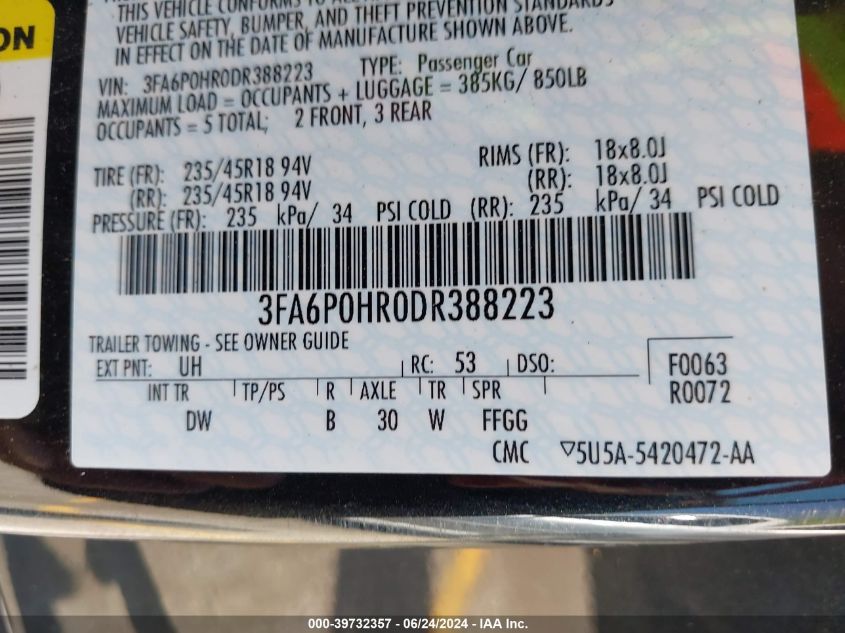 THIS VEHICLE CONFORMS TO ALL
VEHICLE SAFETY, BUMPER, AND THEFT PREVENTION STANDARDS
IN EFFECT ON THE DATE OF MANUFACTURE SHOWN ABOVE.
VIN: 3FA6P0HR0DR388223 TYPE: Passenger Car
MAXIMUM LOAD = OCCUPANTS + LUGGAGE = 385KG/ 850LB
OCCUPANTS = 5 TOTAL; 2 FRONT, 3 REAR
TIRE (FR): 235/45R18 94V RIMS (FR): 18x8.0J
(RR): 235/45R18 94V (RR): 18x8.0J
PRESSURE (FR): 235 kPa/ 34 PSI COLD (RR): 235 kPa/ 34 PSI COLD
3FA6P0HR0DR388223
TRAILER TOWING - SEE OWNER GUIDE
EXT PNT: UH RC: 53 DSO: F0063
INT TR TP/PS R AXLE TR SPR R0072
DW B 30 W FFGG
CMC ▽5U5A-5420472-AA
ON
000-39732357 - 06/24/2024 - IAA Inc.